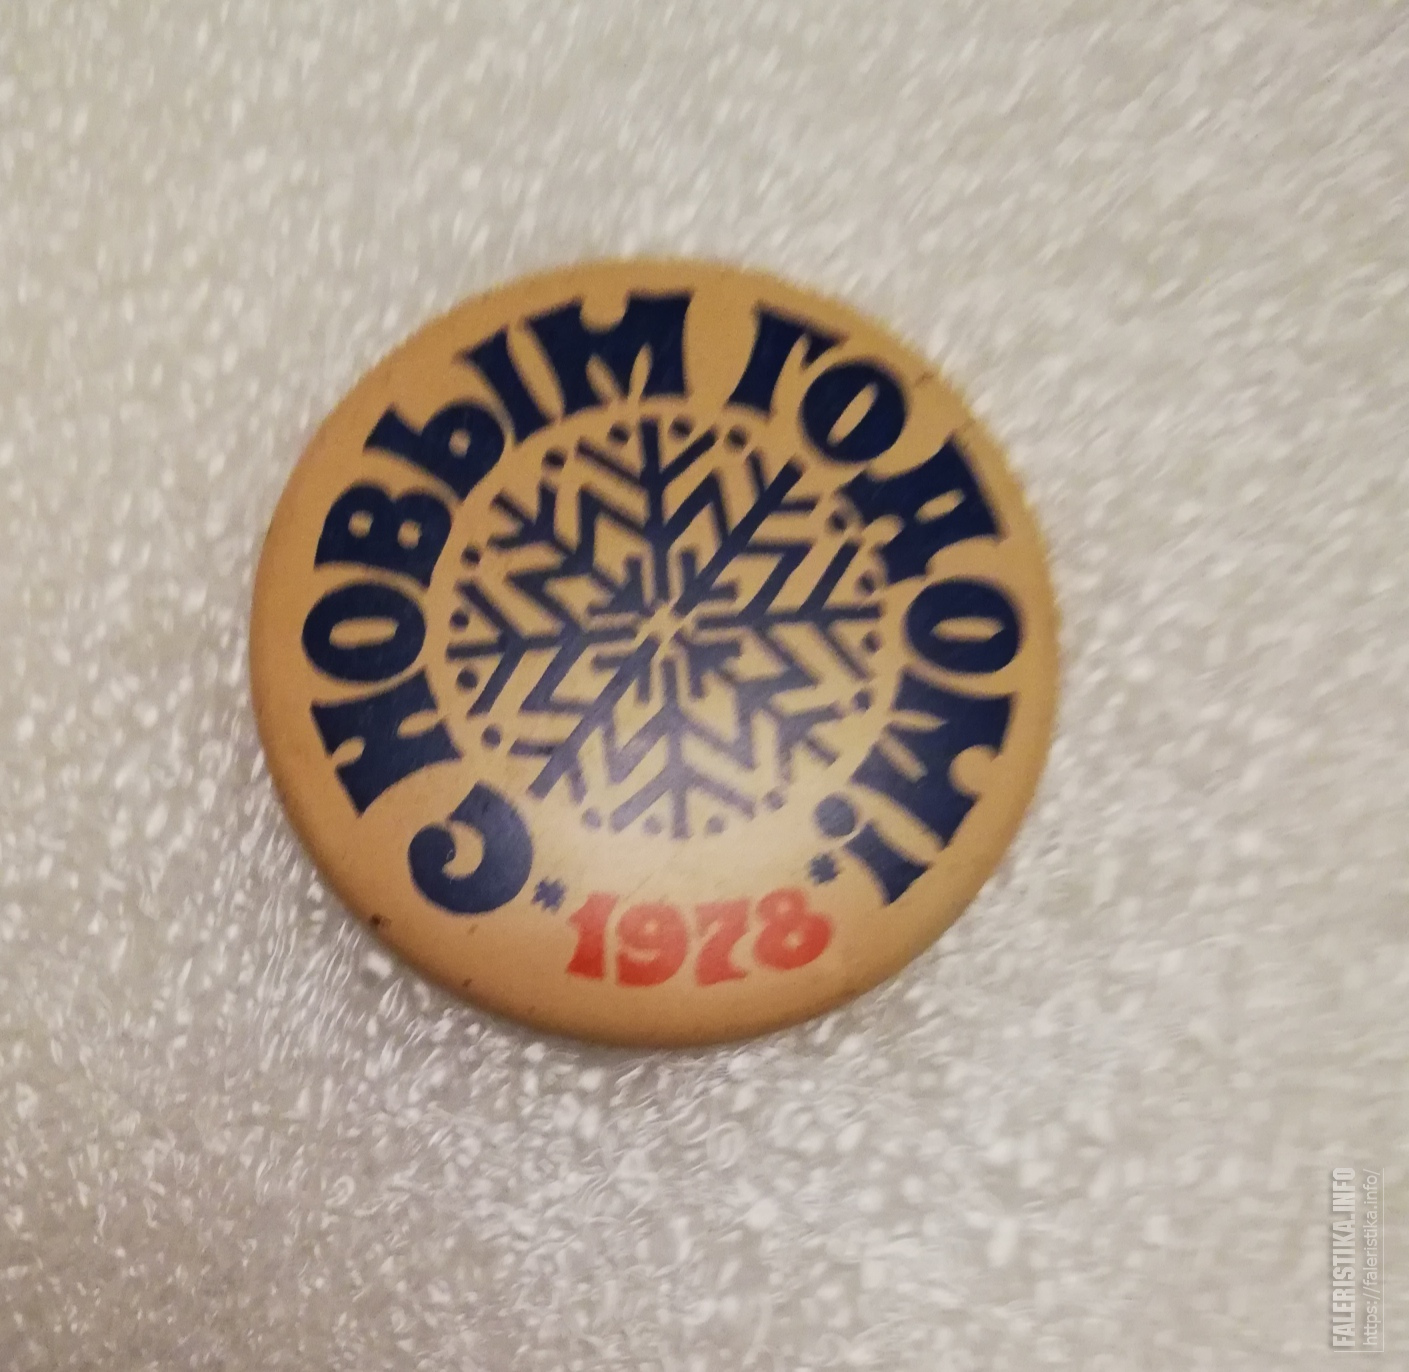 С НОВЫМ ГОДОМ!
* 1978 *
FALERISTIKA.INFO
https://faleristika.info/